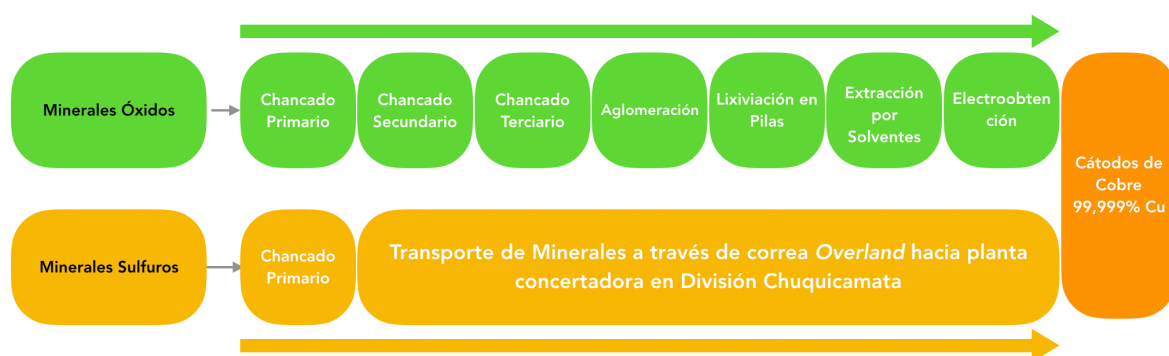 Minerales Óxidos
Chancado
Primario
Chancado
Secundario
Chancado
Terciario
Aglomeración
Lixiviación en
Pilas
Extracción
por
Solventes
Electroobten
ción
Cátodos de
Cobre
99,999% Cu
Minerales Sulfuros
Chancado
Primario
Transporte de Minerales a través de correa Overland hacia planta
concertadora en División Chuquicamata